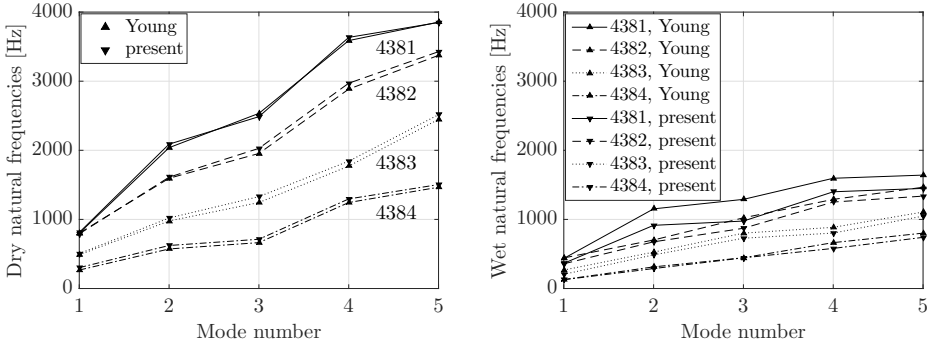 4000
3000
2000
1000
0
Dry natural frequencies [Hz]
Young
present
4381
4382
4383
4384
1 2 3 4 5
Mode number
4000
3000
2000
1000
0
Wet natural frequencies [Hz]
4381, Young
4382, Young
4383, Young
4384, Young
4381, present
4382, present
4383, present
4384, present
1 2 3 4 5
Mode number